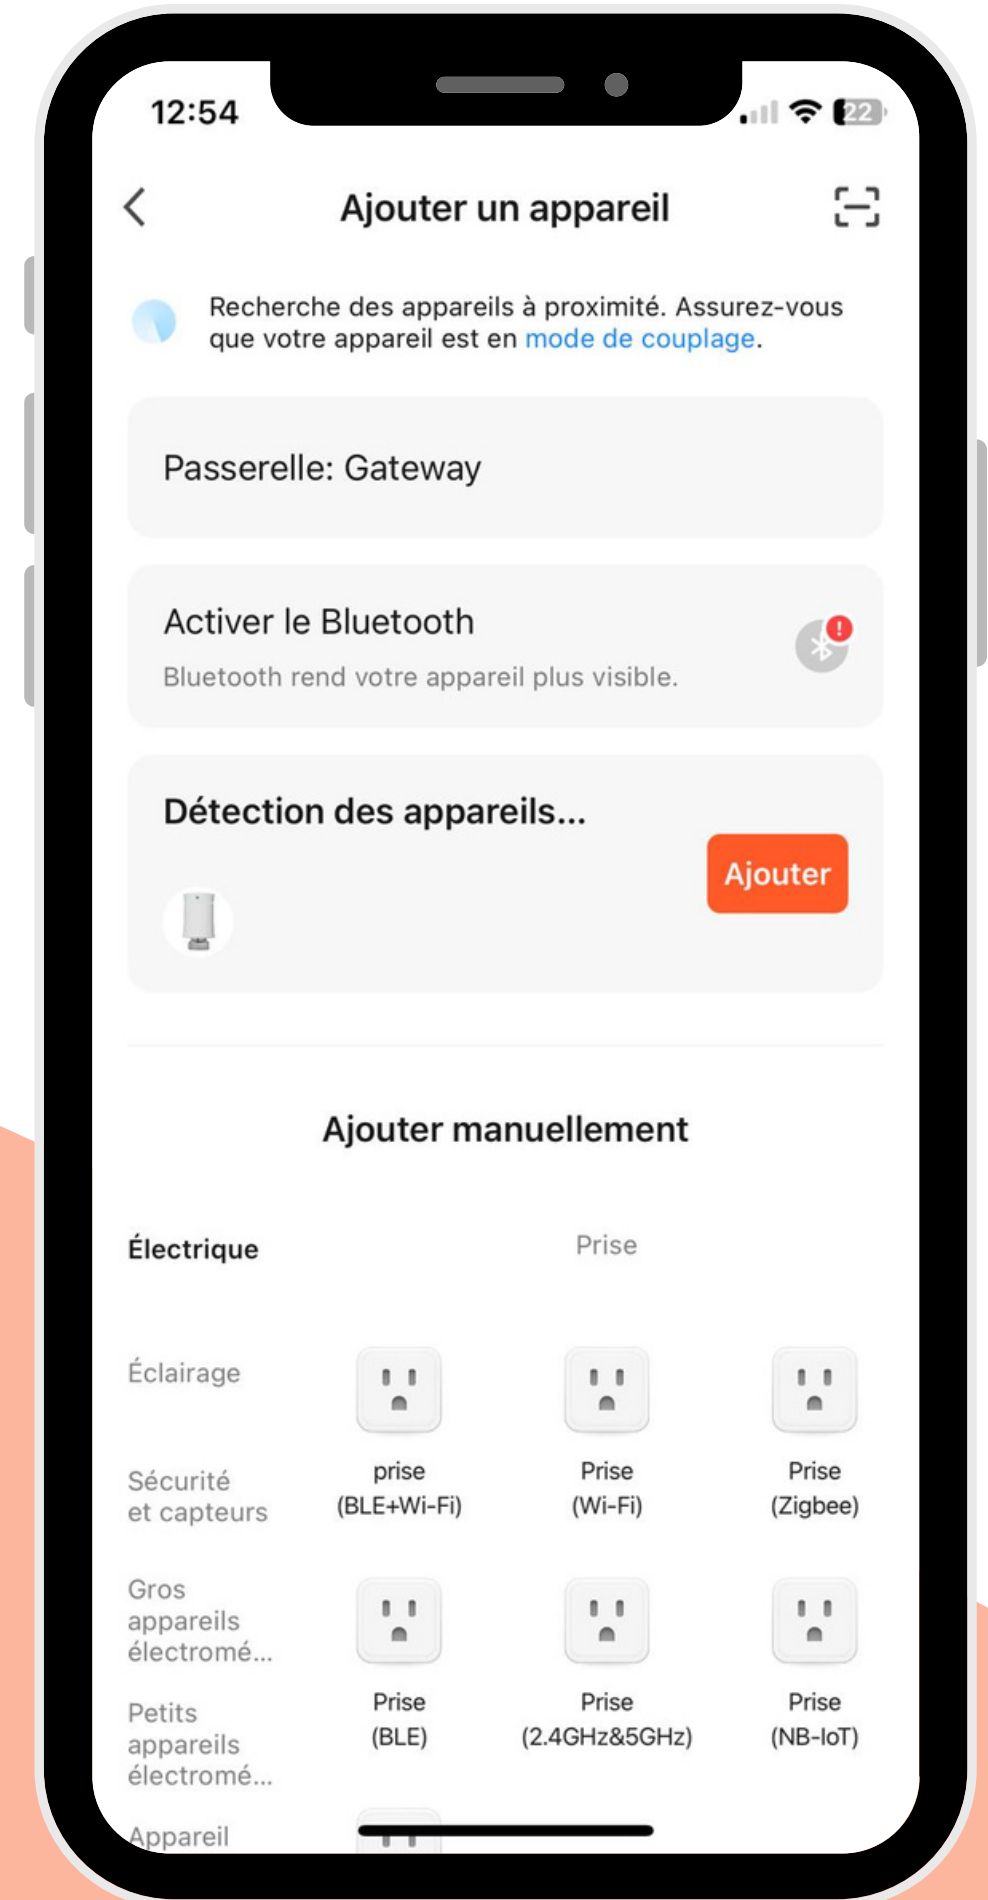 12:54
22
Ajouter un appareil
Recherche des appareils à proximité. Assurez-vous
que votre appareil est en mode de couplage.
Passerelle: Gateway
Activer le Bluetooth
Bluetooth rend votre appareil plus visible.
Détection des appareils...
Ajouter
Ajouter manuellement
Électrique
Prise
Éclairage
Sécurité
et capteurs
Gros
appareils
électromé...
Petits
appareils
électromé...
Appareil
prise
(BLE+Wi-Fi)
Prise
(Wi-Fi)
Prise
(Zigbee)
Prise
(BLE)
Prise
(2.4GHz&5GHz)
Prise
(NB-IoT)